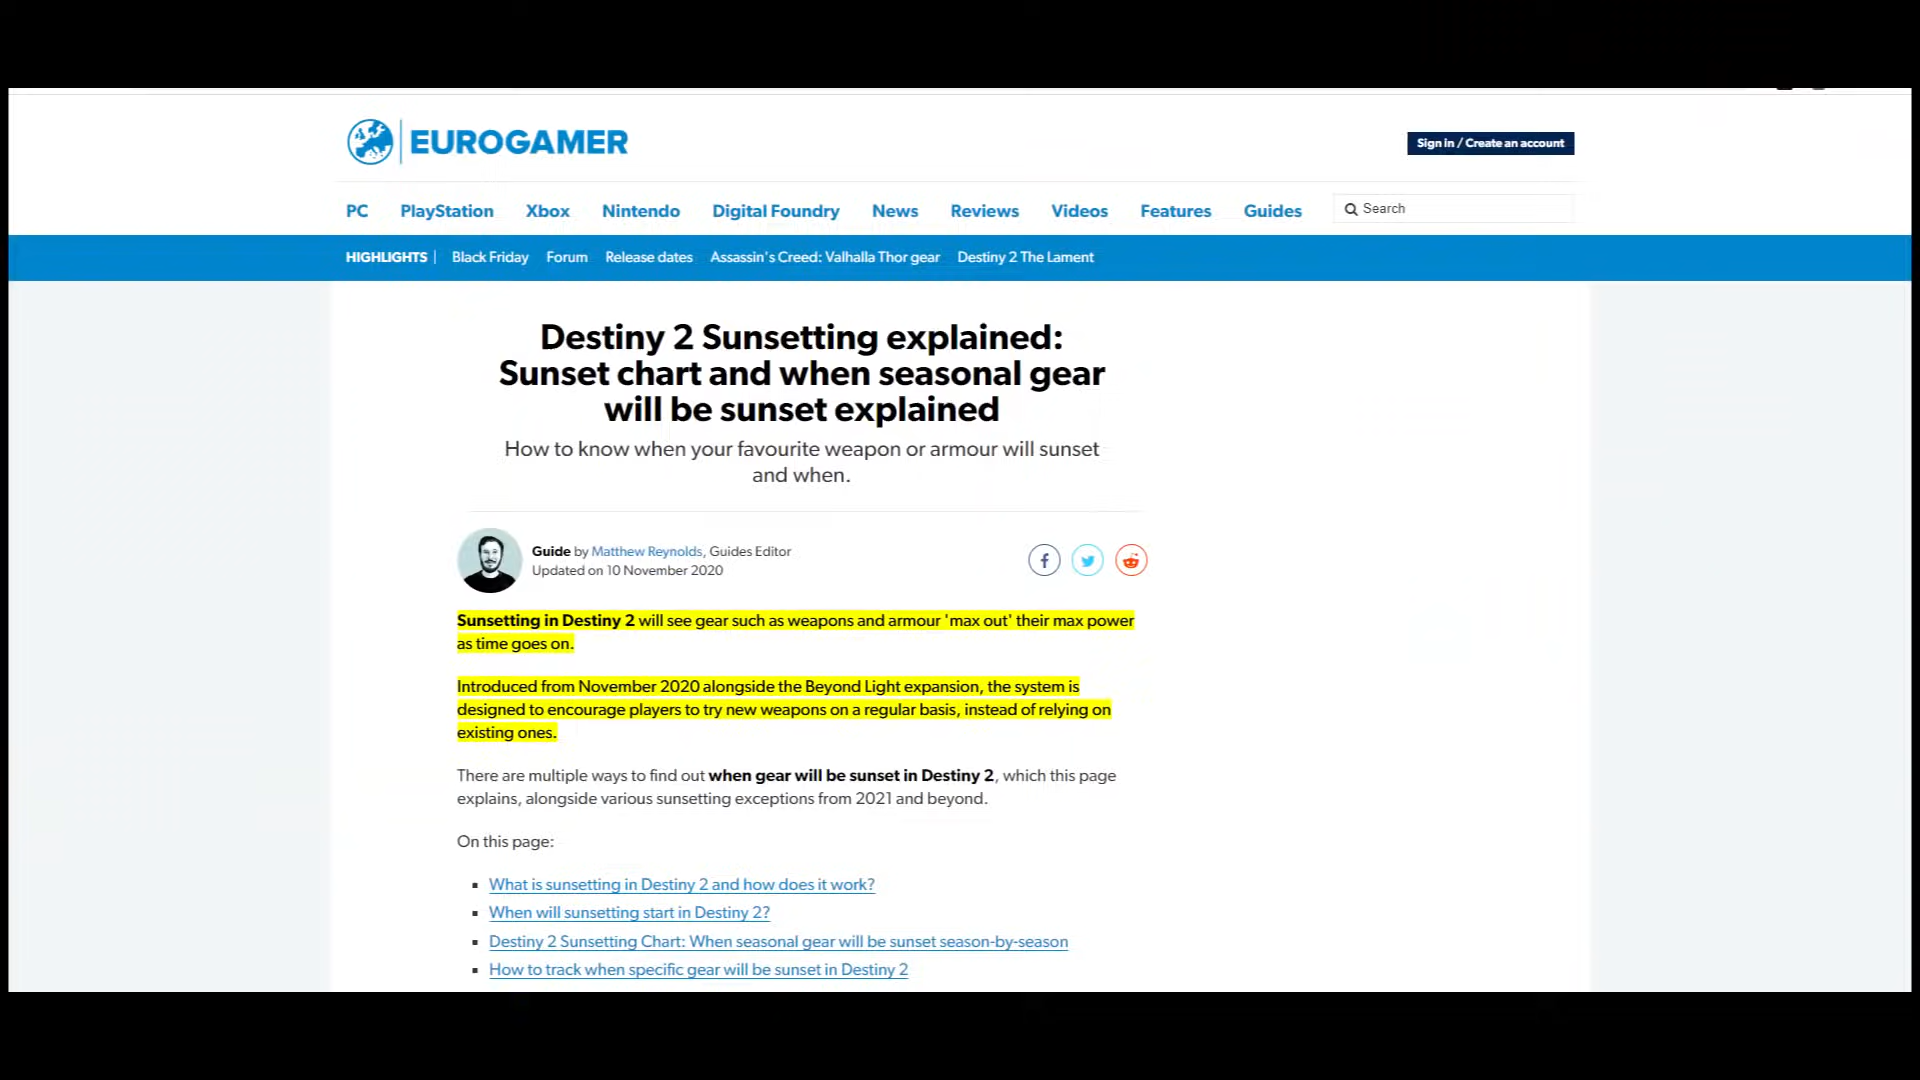 EUROGAMER
Sign in / Create an account
PC PlayStation Xbox Nintendo Digital Foundry News Reviews Videos Features Guides Search
HIGHLIGHTS | Black Friday Forum Release dates Assassin's Creed: Valhalla Thor gear Destiny 2 The Lament
Destiny 2 Sunsetting explained:
Sunset chart and when seasonal gear
will be sunset explained
How to know when your favourite weapon or armour will sunset
and when.
Guide by Matthew Reynolds, Guides Editor
Updated on 10 November 2020
Sunsetting in Destiny 2 will see gear such as weapons and armour 'max out' their max power
as time goes on.
Introduced from November 2020 alongside the Beyond Light expansion, the system is
designed to encourage players to try new weapons on a regular basis, instead of relying on
existing ones.
There are multiple ways to find out when gear will be sunset in Destiny 2, which this page
explains, alongside various sunsetting exceptions from 2021 and beyond.
On this page:
▪ What is sunsetting in Destiny 2 and how does it work?
▪ When will sunsetting start in Destiny 2?
▪ Destiny 2 Sunsetting Chart: When seasonal gear will be sunset season-by-season
▪ How to track when specific gear will be sunset in Destiny 2